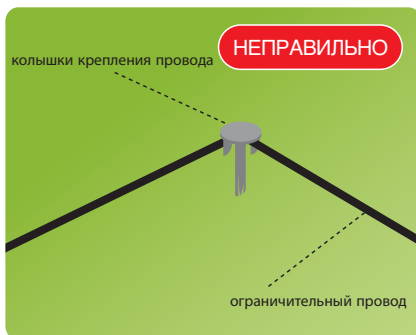 НЕПРАВИЛЬНО
колышки крепления провода
ограничительный провод